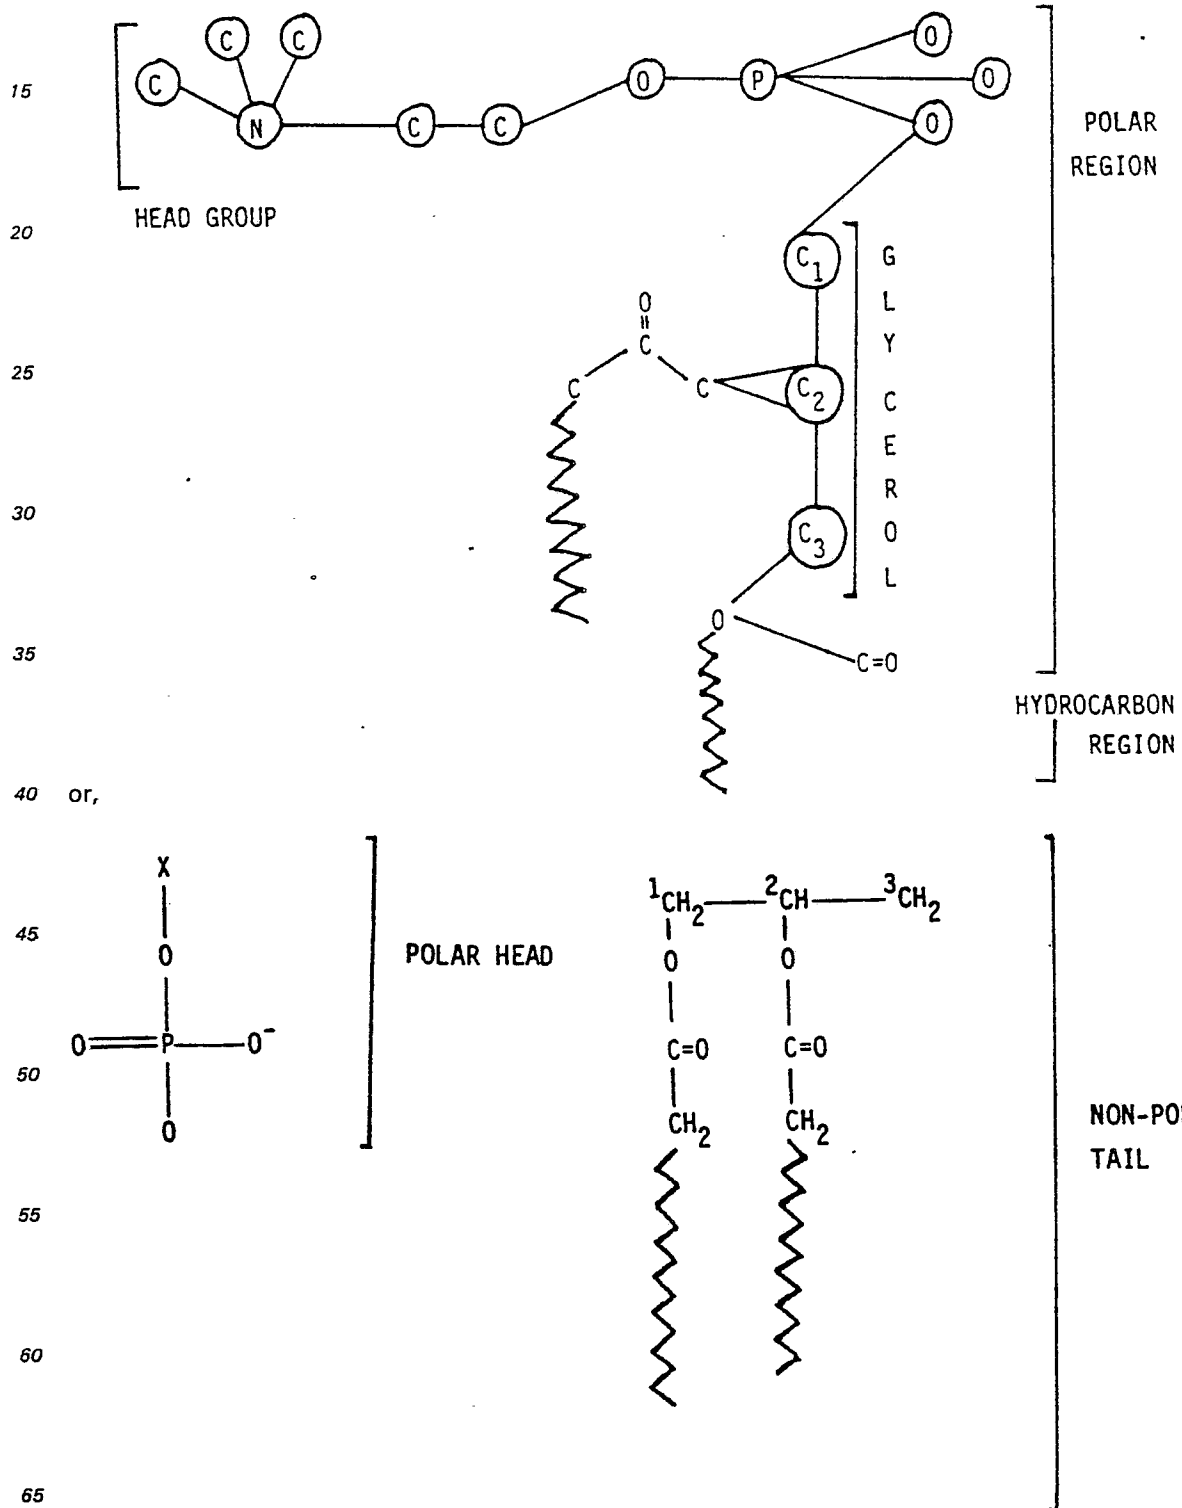 C C O
C O P O
15
N C C O
POLAR
REGION
HEAD GROUP
20
C1
G
L
Y
C
E
R
O
L
O
=
C
25
C C C2
30
C3
O
35
C=O
HYDROCARBON
REGION
40 or,
X
1CH2 2CH 3CH2
45
O O O
POLAR HEAD
O P O-
C=O C=O
50
O
CH2 CH2
TAIL
55
60
65